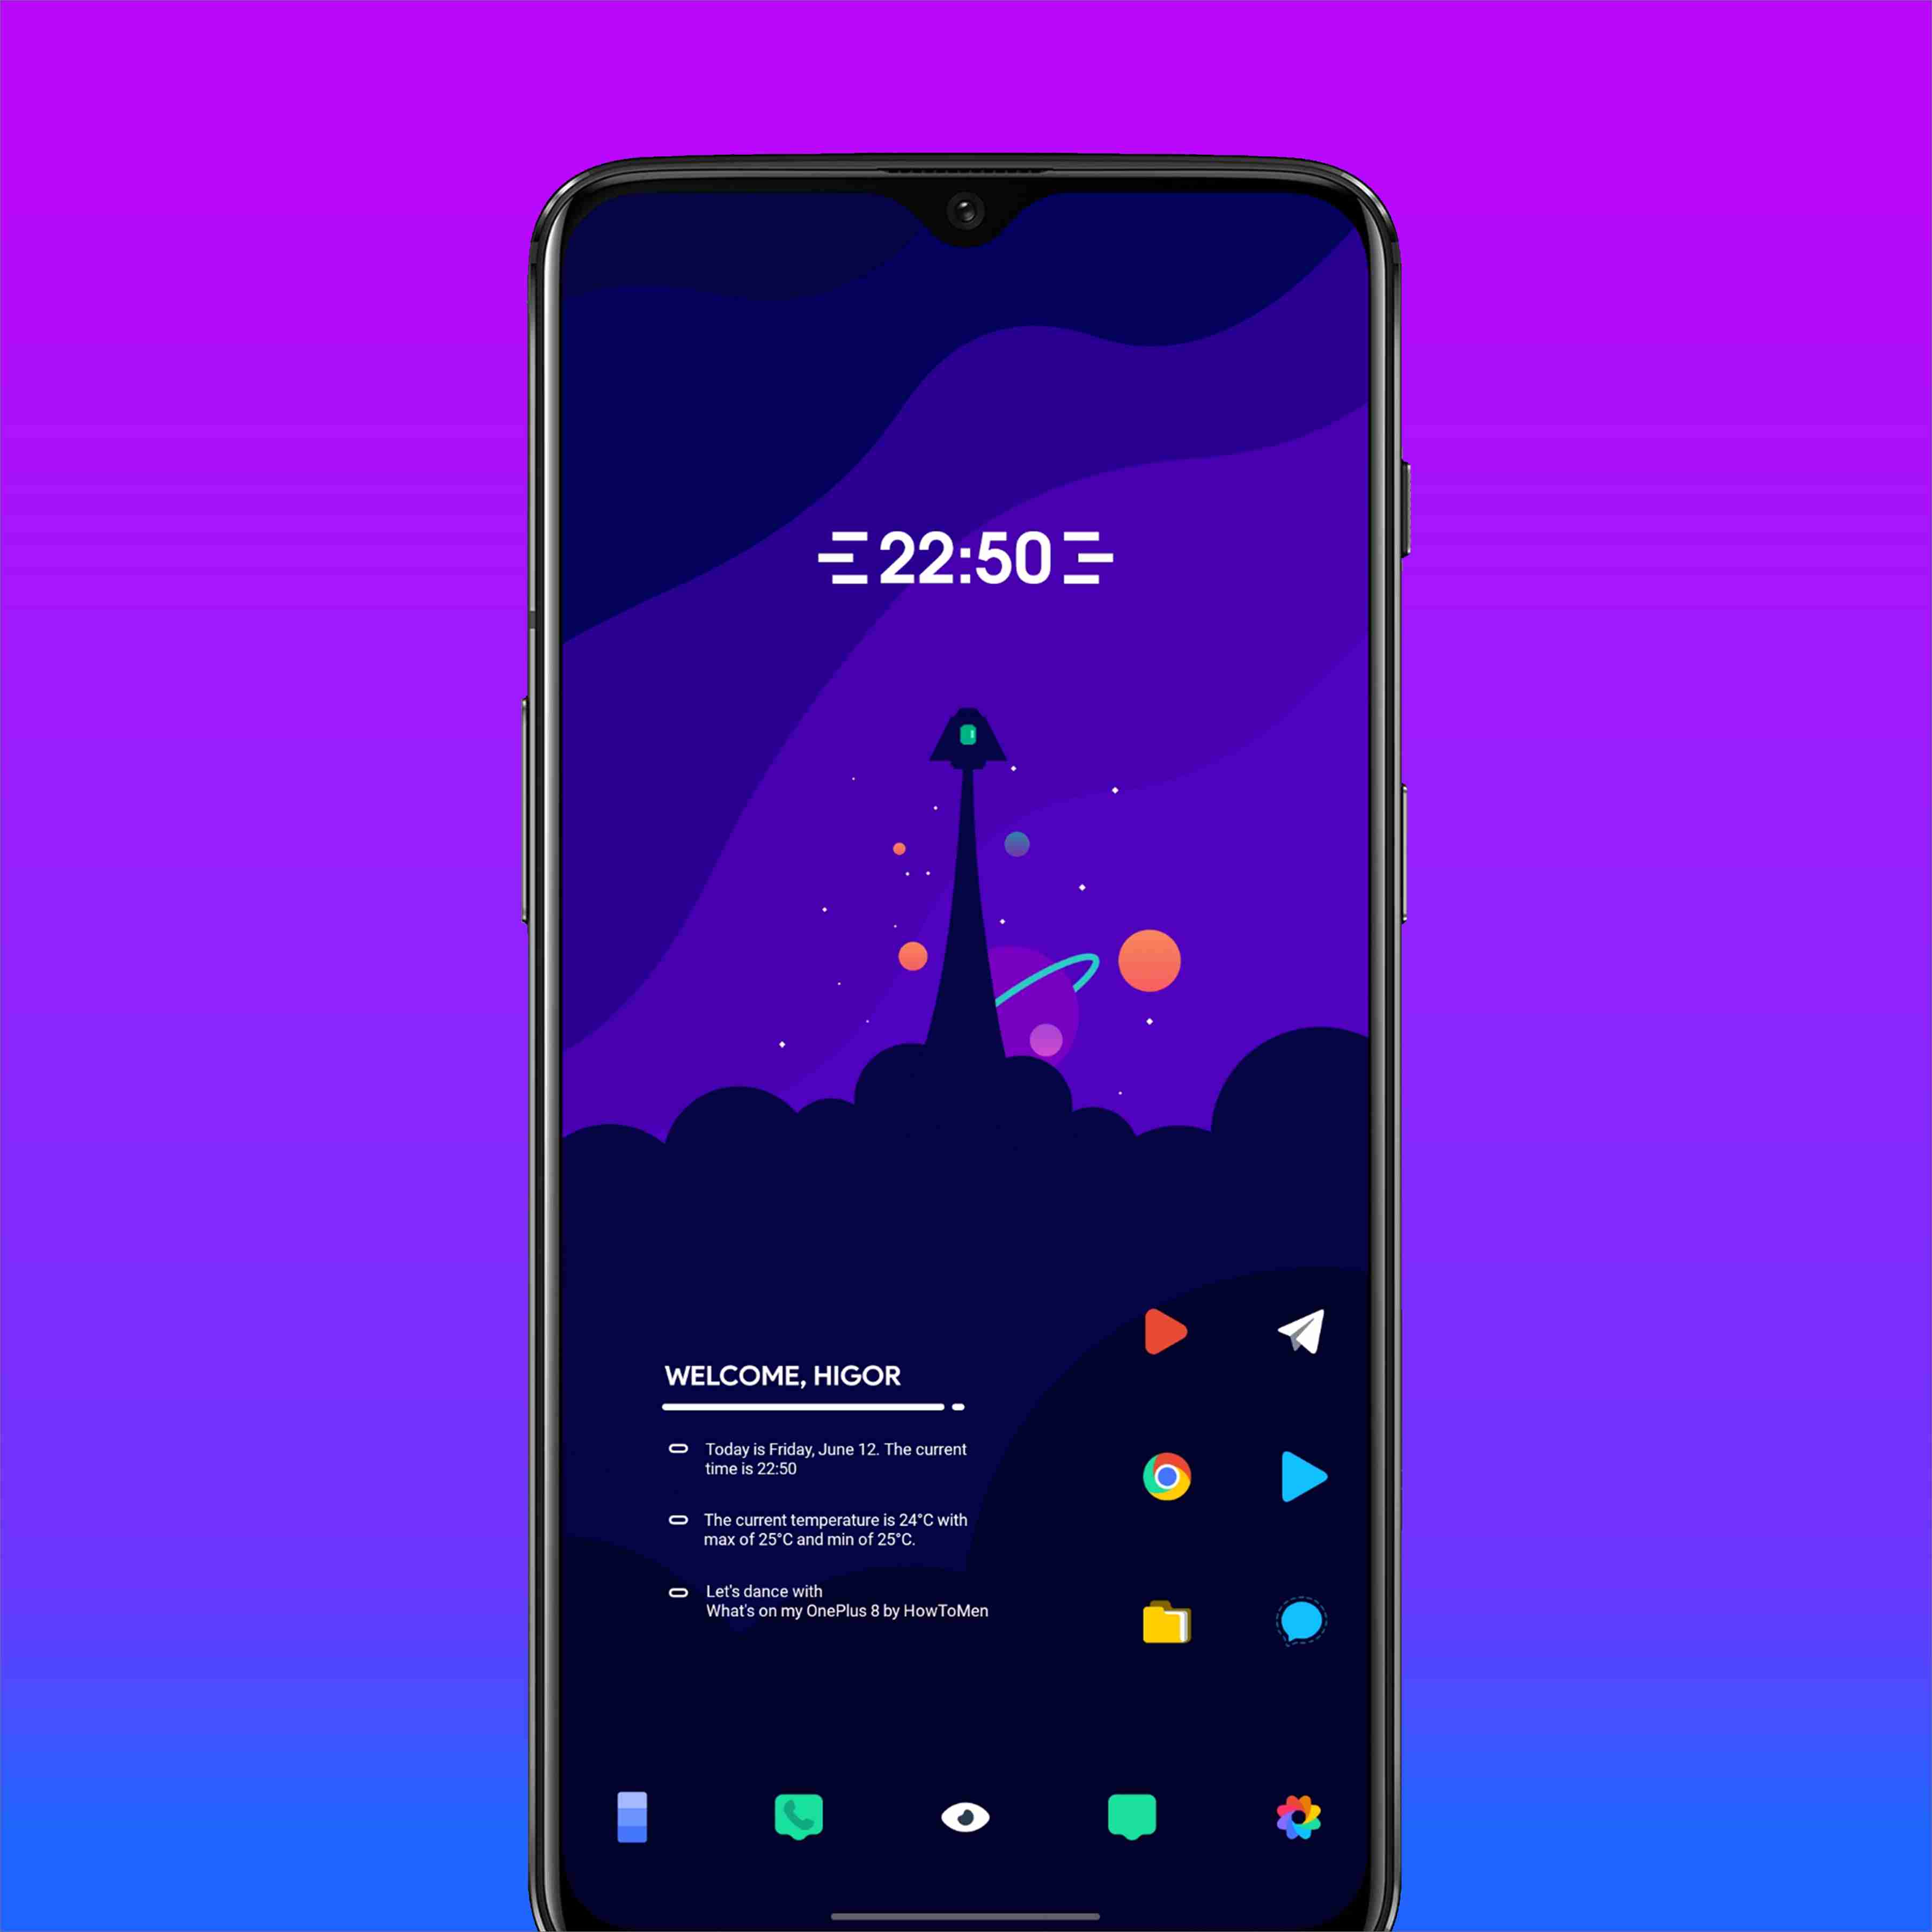 22:50
WELCOME, HIGOR
Today is Friday, June 12. The current
time is 22:50
The current temperature is 24°C with
max of 25°C and min of 25°C.
Let's dance with
What's on my OnePlus 8 by HowToMen